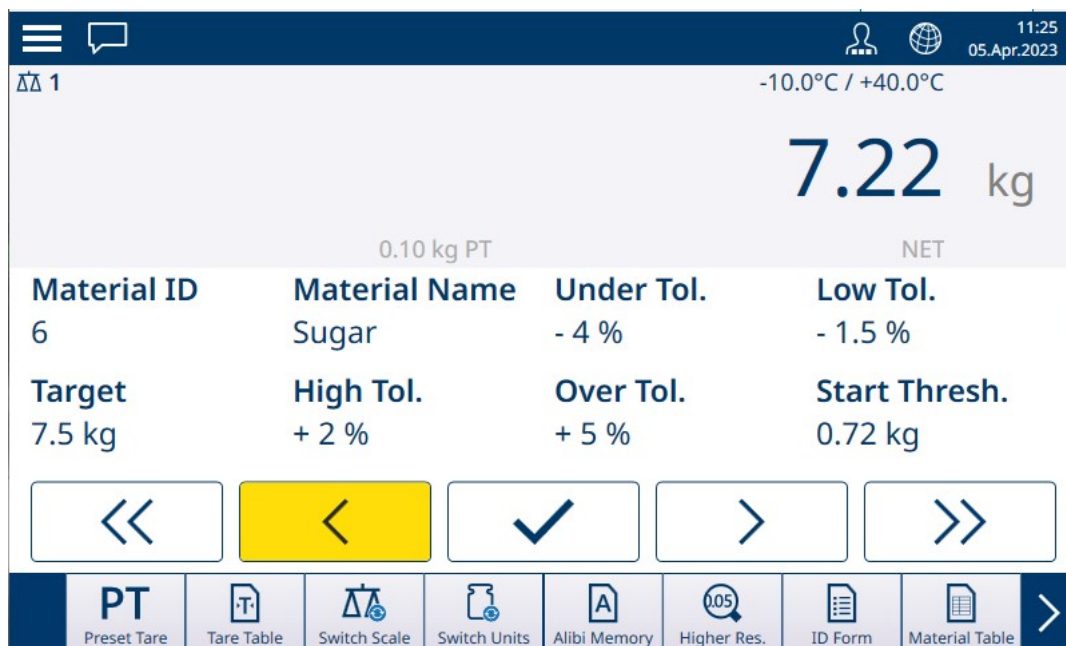 11:25
05.Apr.2023
1
-10.0°C / +40.0°C
7.22 kg
0.10 kg PT NET
Material ID Material Name Under Tol. Low Tol.
6 Sugar - 4 % - 1.5 %
Target High Tol. Over Tol. Start Thresh.
7.5 kg + 2 % + 5 % 0.72 kg
PT T A 0.05
Preset Tare Tare Table Switch Scale Switch Units Alibi Memory Higher Res. ID Form Material Table